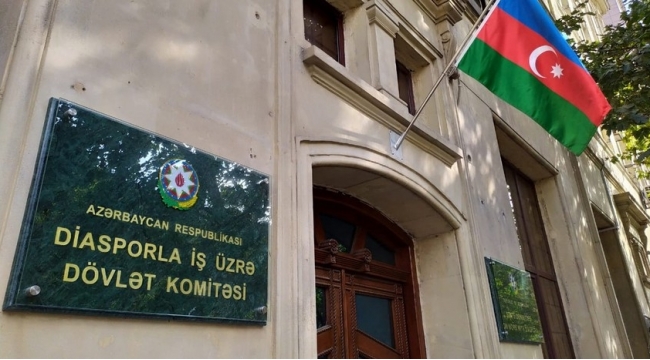 AZƏRBAYCAN RESPUBLİKASI
DİASPORLA İŞ ÜZRƏ
DÖVLƏT KOMİTƏSİ